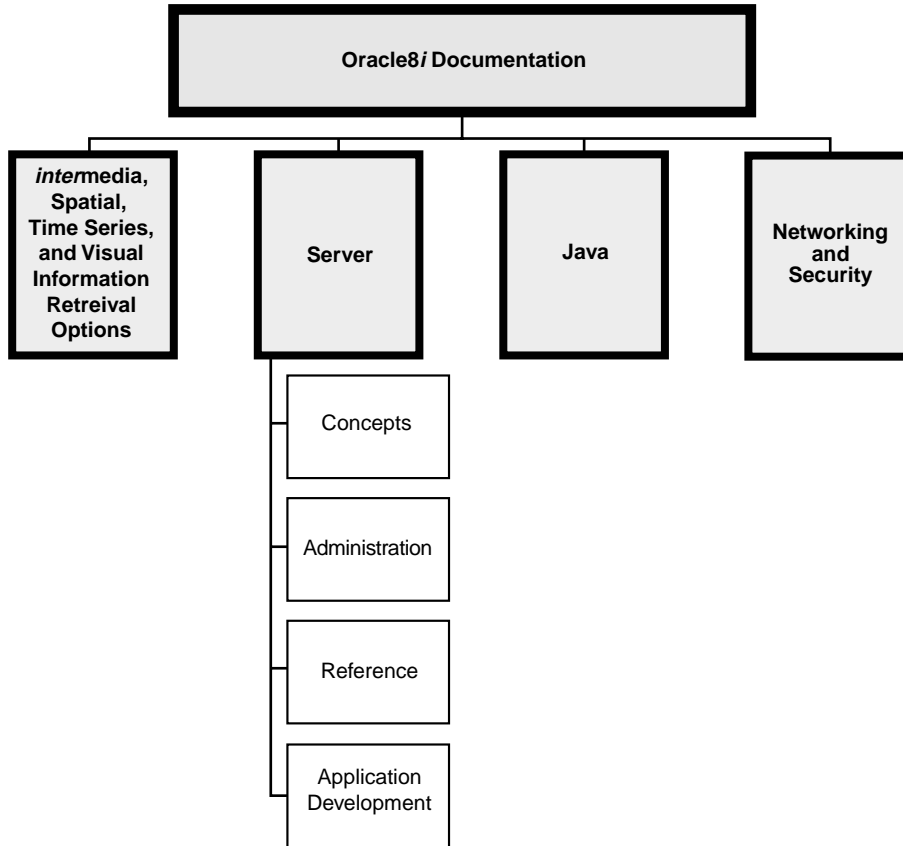 Oracle8i Documentation
intermedia,
Spatial,
Time Series,
and Visual
Information
Retreival
Options
Server
Java
Networking
and
Security
Concepts
Administration
Reference
Application
Development